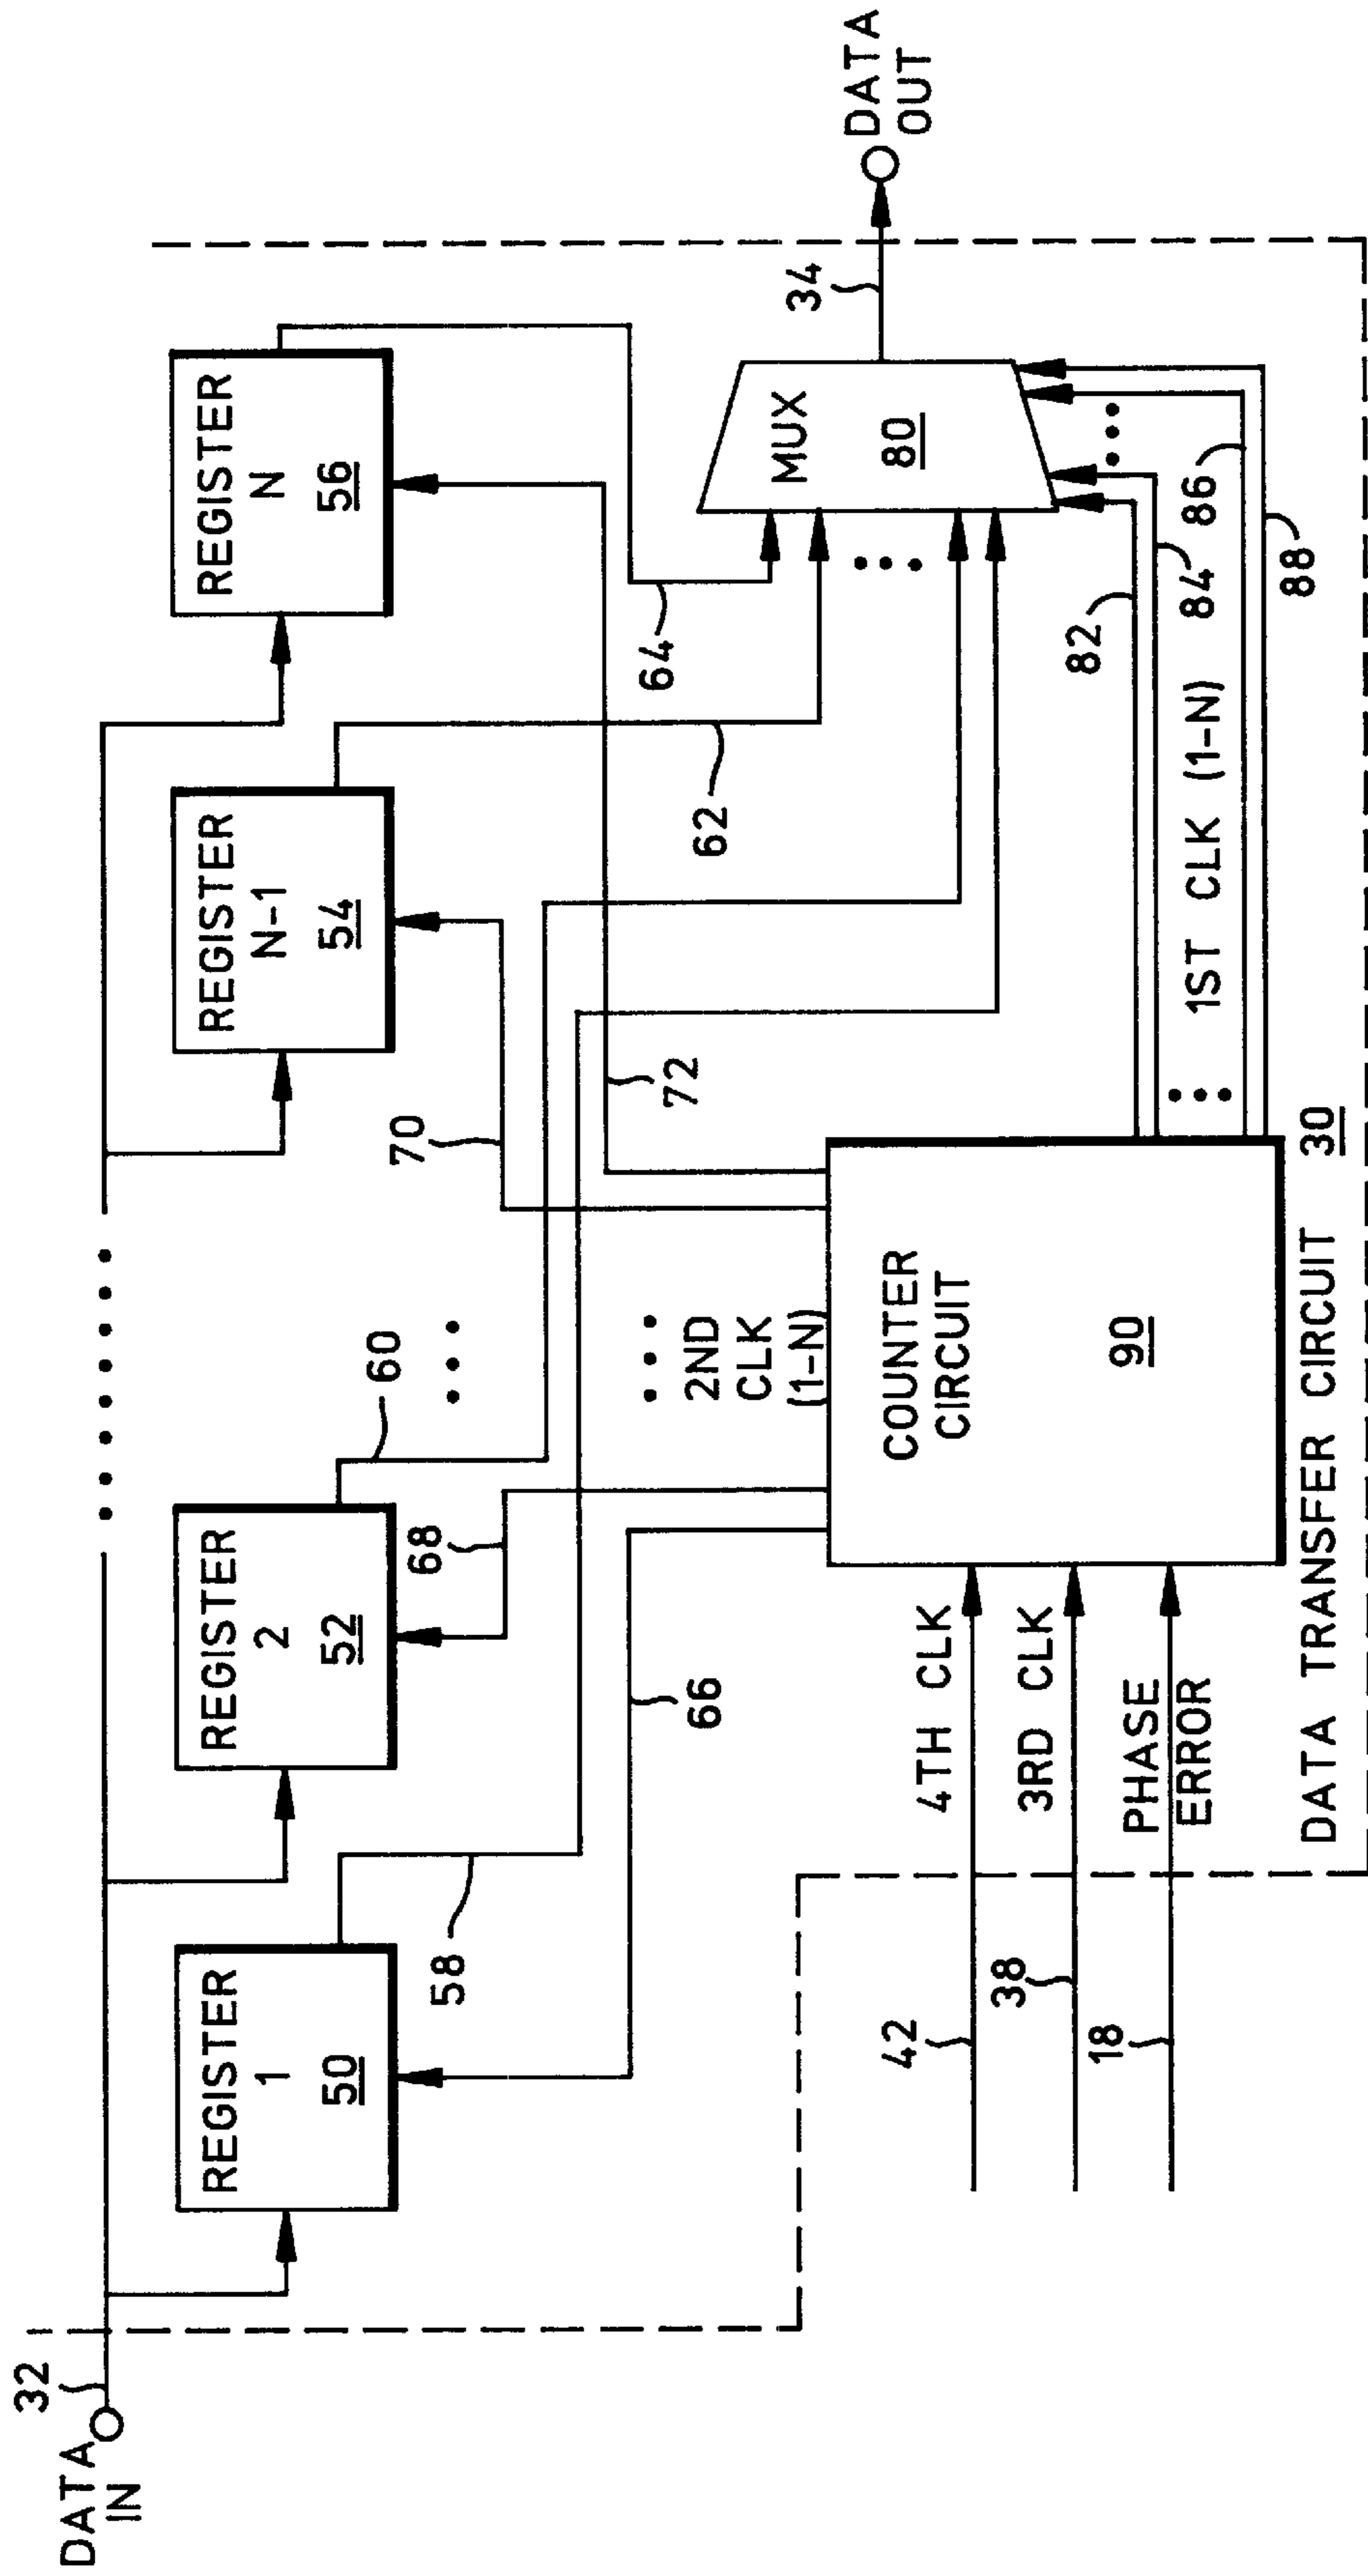 DATA
IN
32
REGISTER
1
50
REGISTER
2
52
REGISTER
N-1
54
REGISTER
N
56
58
60
62
64
66
68
70
72
2ND
CLK
(1-N)
COUNTER
CIRCUIT
90
42
4TH CLK
38
3RD CLK
18
PHASE
ERROR
MUX
80
34
DATA
OUT
82
1ST CLK (1-N)
84
86
88
DATA TRANSFER CIRCUIT 30